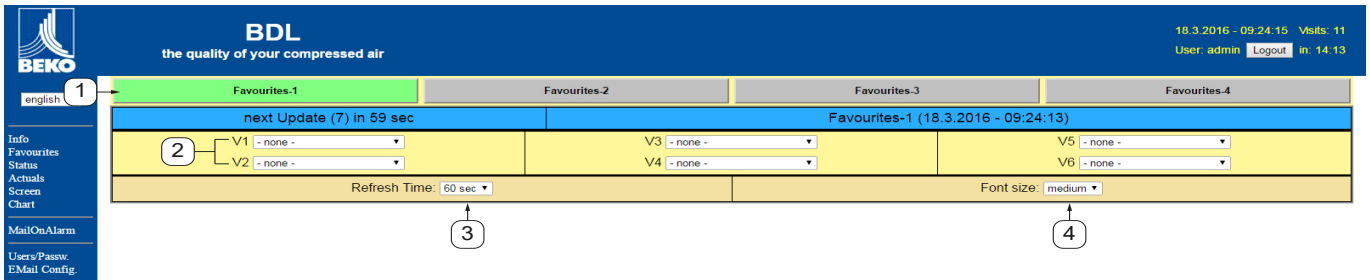 BEKO
BDL
the quality of your compressed air
18.3.2016 - 09:24:15 Visits: 11
User: admin Logout in: 14:13
english
1
Favourites-1 Favourites-2 Favourites-3 Favourites-4
next Update (7) in 59 sec Favourites-1 (18.3.2016 - 09:24:13)
2
V1 - none - V3 - none - V5 - none -
V2 - none - V4 - none - V6 - none -
Refresh Time: 60 sec Font size: medium
3 4
Info
Favourites
Status
Actuals
Screen
Chart
MailOnAlarm
Users/Passw.
EMail Config.